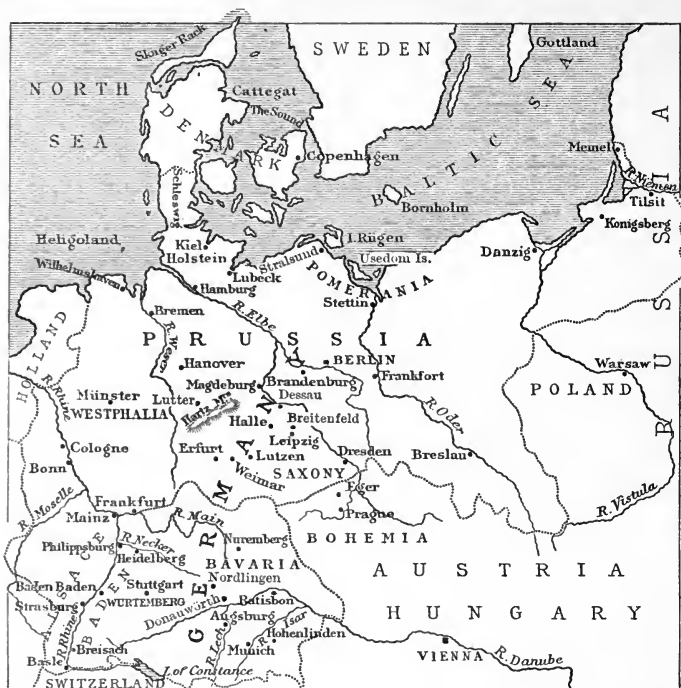 Skager Rack
SWEDEN
Gottland
NORTH
SEA
Cattegat
The Sound
DENMARK
Copenhagen
BALTIC SEA
Bornholm
Memel
R. Niemen
Tilsit
Konigsberg
RUSSIA
Schleswig
Heligoland
Kiel
Holstein
I. Rügen
Stralsund
Usedom Is.
Danzig
Wilhelmshaven
Lubeck
Hamburg
POMERANIA
Stettin
Bremen
R. Elbe
HOLLAND
PRUSSIA
R. Weser
Hanover
BERLIN
Warsaw
Magdeburg
Brandenburg
Frankfort
POLAND
R. Rhine
Münster
WESTPHALIA
Lutter
Hartz Mts
Dessau
Halle
Breitenfeld
R. Oder
Leipzig
Cologne
Erfurt
Lutzen
Dresden
Breslau
Bonn
Weimar
SAXONY
Eger
R. Vistula
R. Moselle
Frankfurt
Mainz
Prague
R. Main
BOHEMIA
GERMANY
Philippsburg
R. Necker
Nuremberg
Heidelberg
BAVARIA
AUSTRIA
ALSACE
Nordlingen
Baden Baden
Stuttgart
Strasburg
BADEN
WURTEMBERG
Donauwörth
Ratisbon
HUNGARY
Augsburg
R. Isar
Hohenlinden
R. Rhine
Breisach
R. Lech
Munich
VIENNA
R. Danube
Basle
L. of Constance
SWITZERLAND